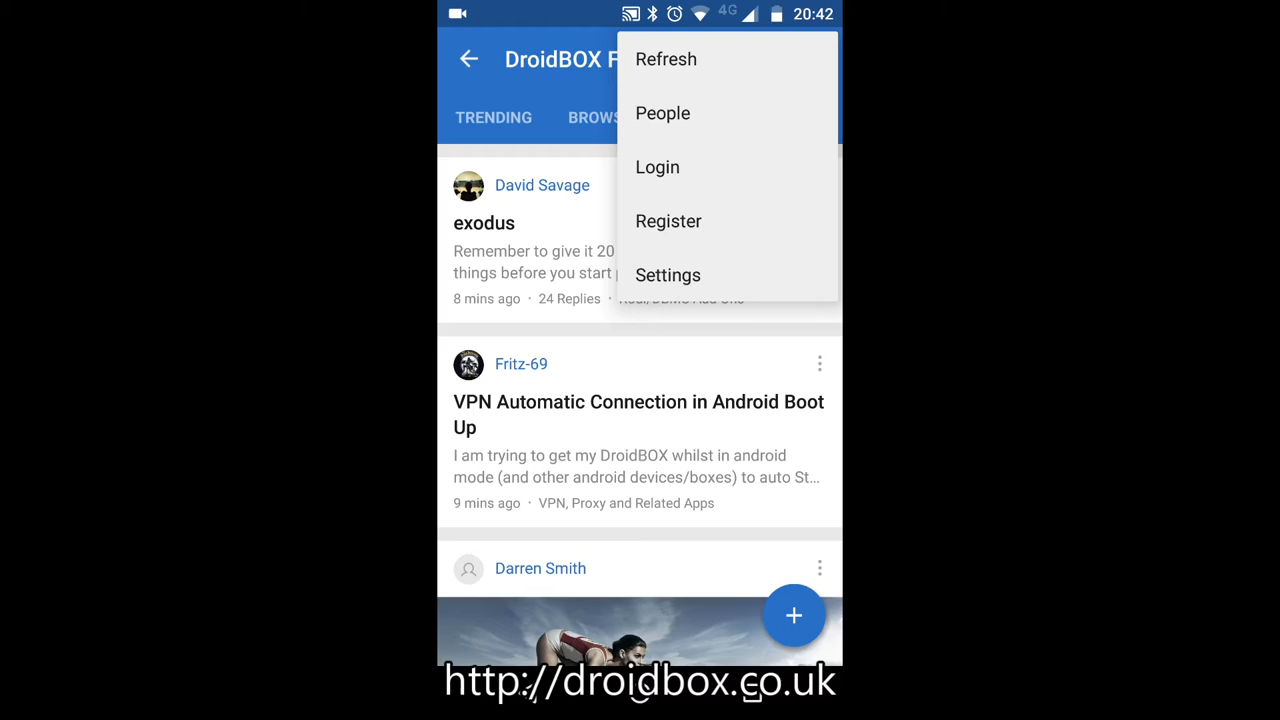 4G 20:42
DroidBOX F
TRENDING BROWS
Refresh
People
Login
Register
Settings
David Savage
exodus
Remember to give it 20
things before you start
8 mins ago · 24 Replies ·
Fritz-69
VPN Automatic Connection in Android Boot
Up
I am trying to get my DroidBOX whilst in android
mode (and other android devices/boxes) to auto St...
9 mins ago · VPN, Proxy and Related Apps
Darren Smith
http://droidbox.co.uk